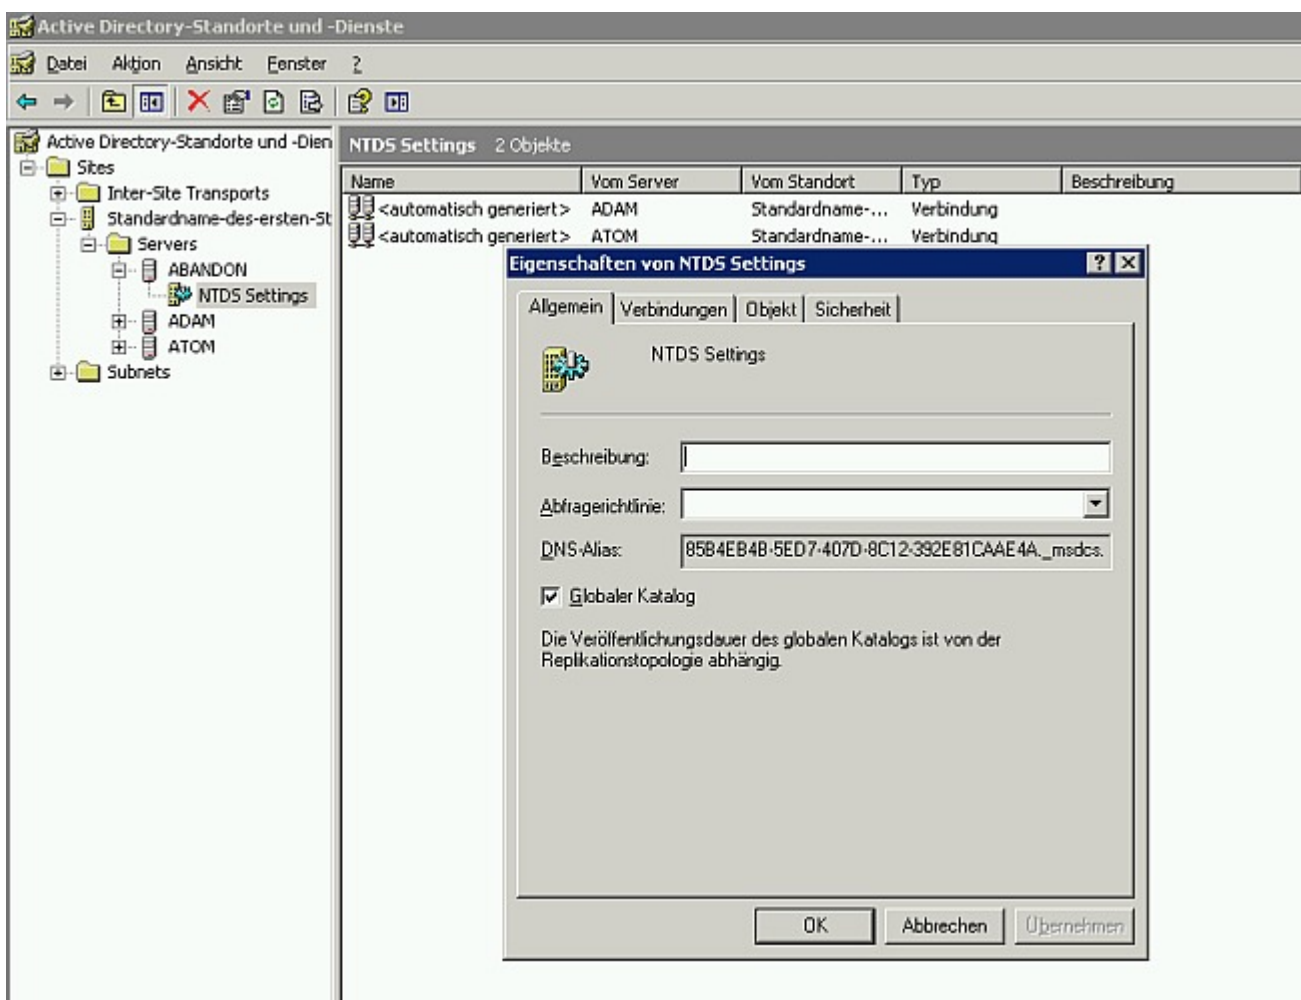 Active Directory-Standorte und -Dienste
Datei Aktion Ansicht Fenster ?
Active Directory-Standorte und -Dien
Sites
Inter-Site Transports
Standardname-des-ersten-St
Servers
ABANDON
NTDS Settings
ADAM
ATOM
Subnets
NTDS Settings 2 Objekte
Name Vom Server Vom Standort Typ Beschreibung
<automatisch generiert> ADAM Standardname-... Verbindung
<automatisch generiert> ATOM Standardname-... Verbindung
Eigenschaften von NTDS Settings
Allgemein Verbindungen Objekt Sicherheit
NTDS Settings
Beschreibung:
Abfragerichtlinie:
DNS-Alias: 85B4EB4B-5ED7-407D-8C12-392E81CAAE4A._msdcs.
Globaler Katalog
Die Veröffentlichungsdauer des globalen Katalogs ist von der
Replikationstopologie abhängig.
OK Abbrechen Übernehmen